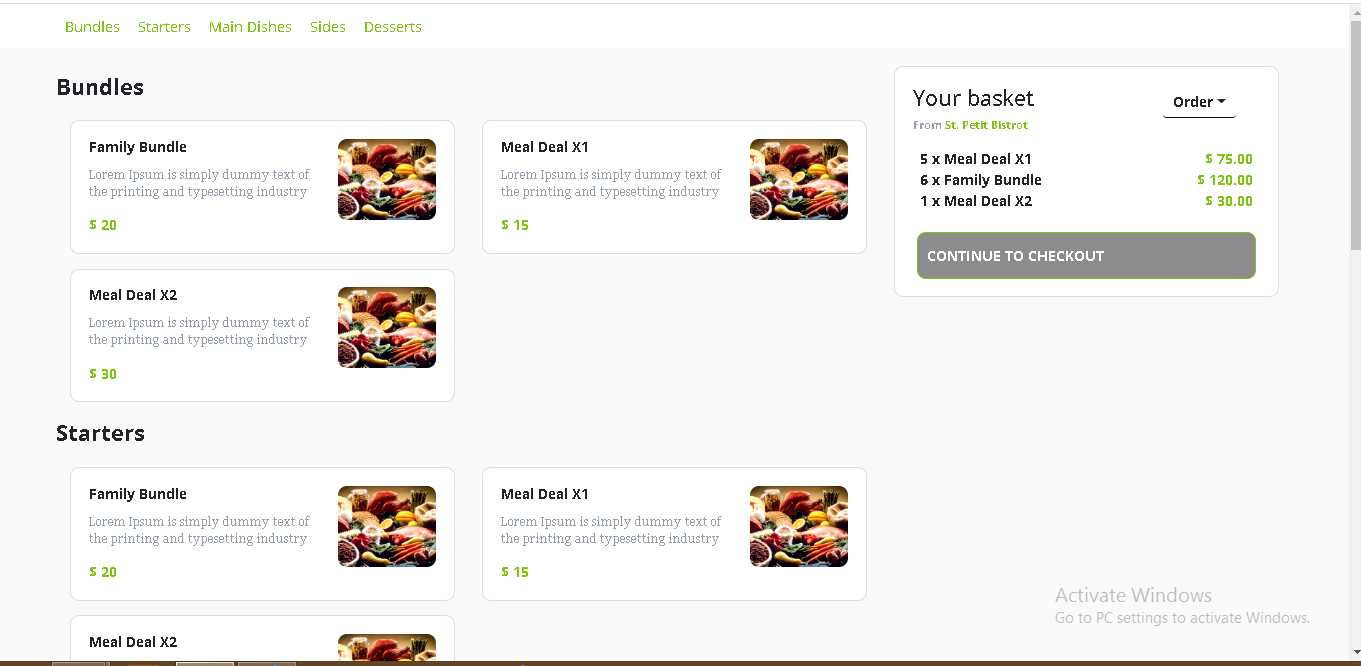 Bundles Starters Main Dishes Sides Desserts
Bundles
Family Bundle
Lorem Ipsum is simply dummy text of
the printing and typesetting industry
$ 20
Meal Deal X1
Lorem Ipsum is simply dummy text of
the printing and typesetting industry
$ 15
Meal Deal X2
Lorem Ipsum is simply dummy text of
the printing and typesetting industry
$ 30
Starters
Family Bundle
Lorem Ipsum is simply dummy text of
the printing and typesetting industry
$ 20
Meal Deal X1
Lorem Ipsum is simply dummy text of
the printing and typesetting industry
$ 15
Meal Deal X2
Your basket
Order
From St. Petit Bistrot
5 x Meal Deal X1 $ 75.00
6 x Family Bundle $ 120.00
1 x Meal Deal X2 $ 30.00
CONTINUE TO CHECKOUT
Activate Windows
Go to PC settings to activate Windows.